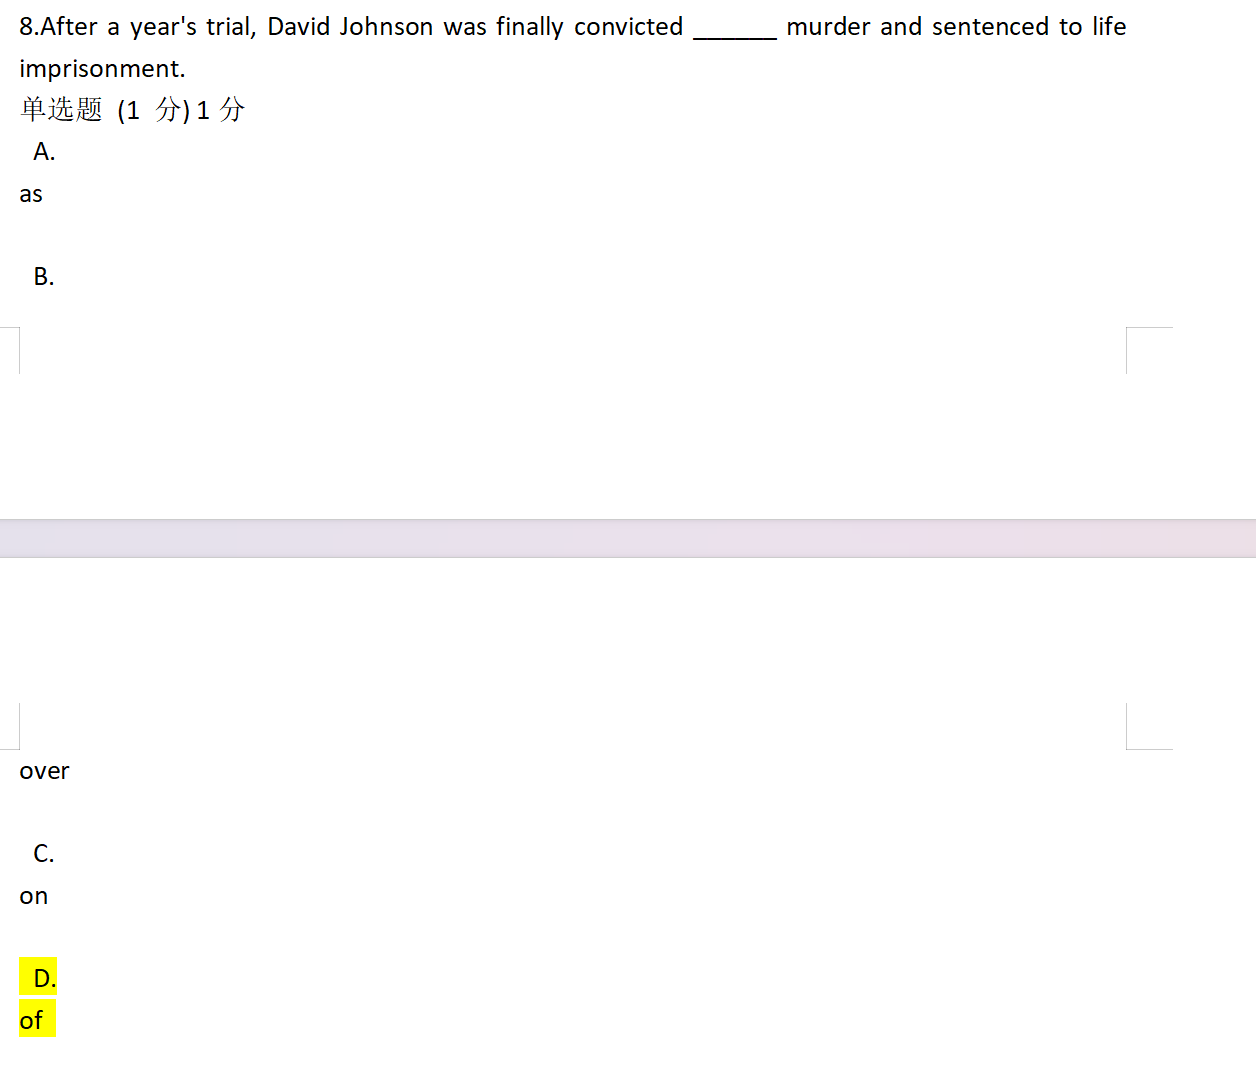 8.After a year's trial, David Johnson was finally convicted ______ murder and sentenced to life
imprisonment.
单选题 (1 分) 1 分
A.
as
B.
over
C.
on
D.
of